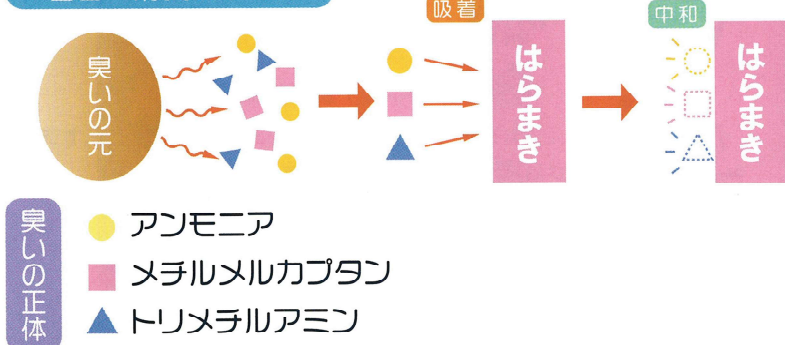 吸着
中和
臭いの元
はらまき
はらまき
臭いの正体
アンモニア
メチルメルカプタン
トリメチルアミン